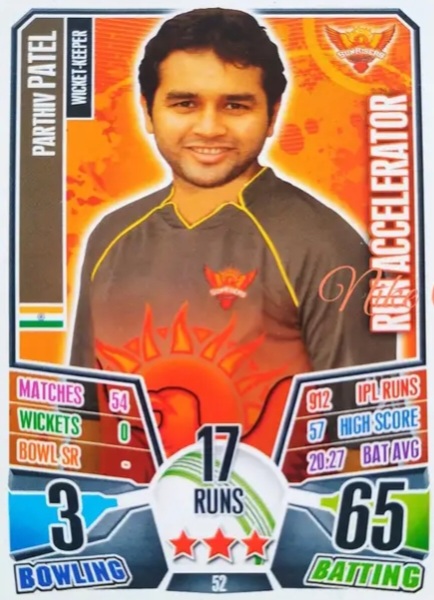 PARTHIV PATEL
WICKET-KEEPER
RUN ACCELERATOR
MATCHES 54
WICKETS 0
BOWL SR -
912 IPL RUNS
57 HIGH SCORE
20.27 BAT AVG
17
RUNS
3
BOWLING
65
BATTING
52